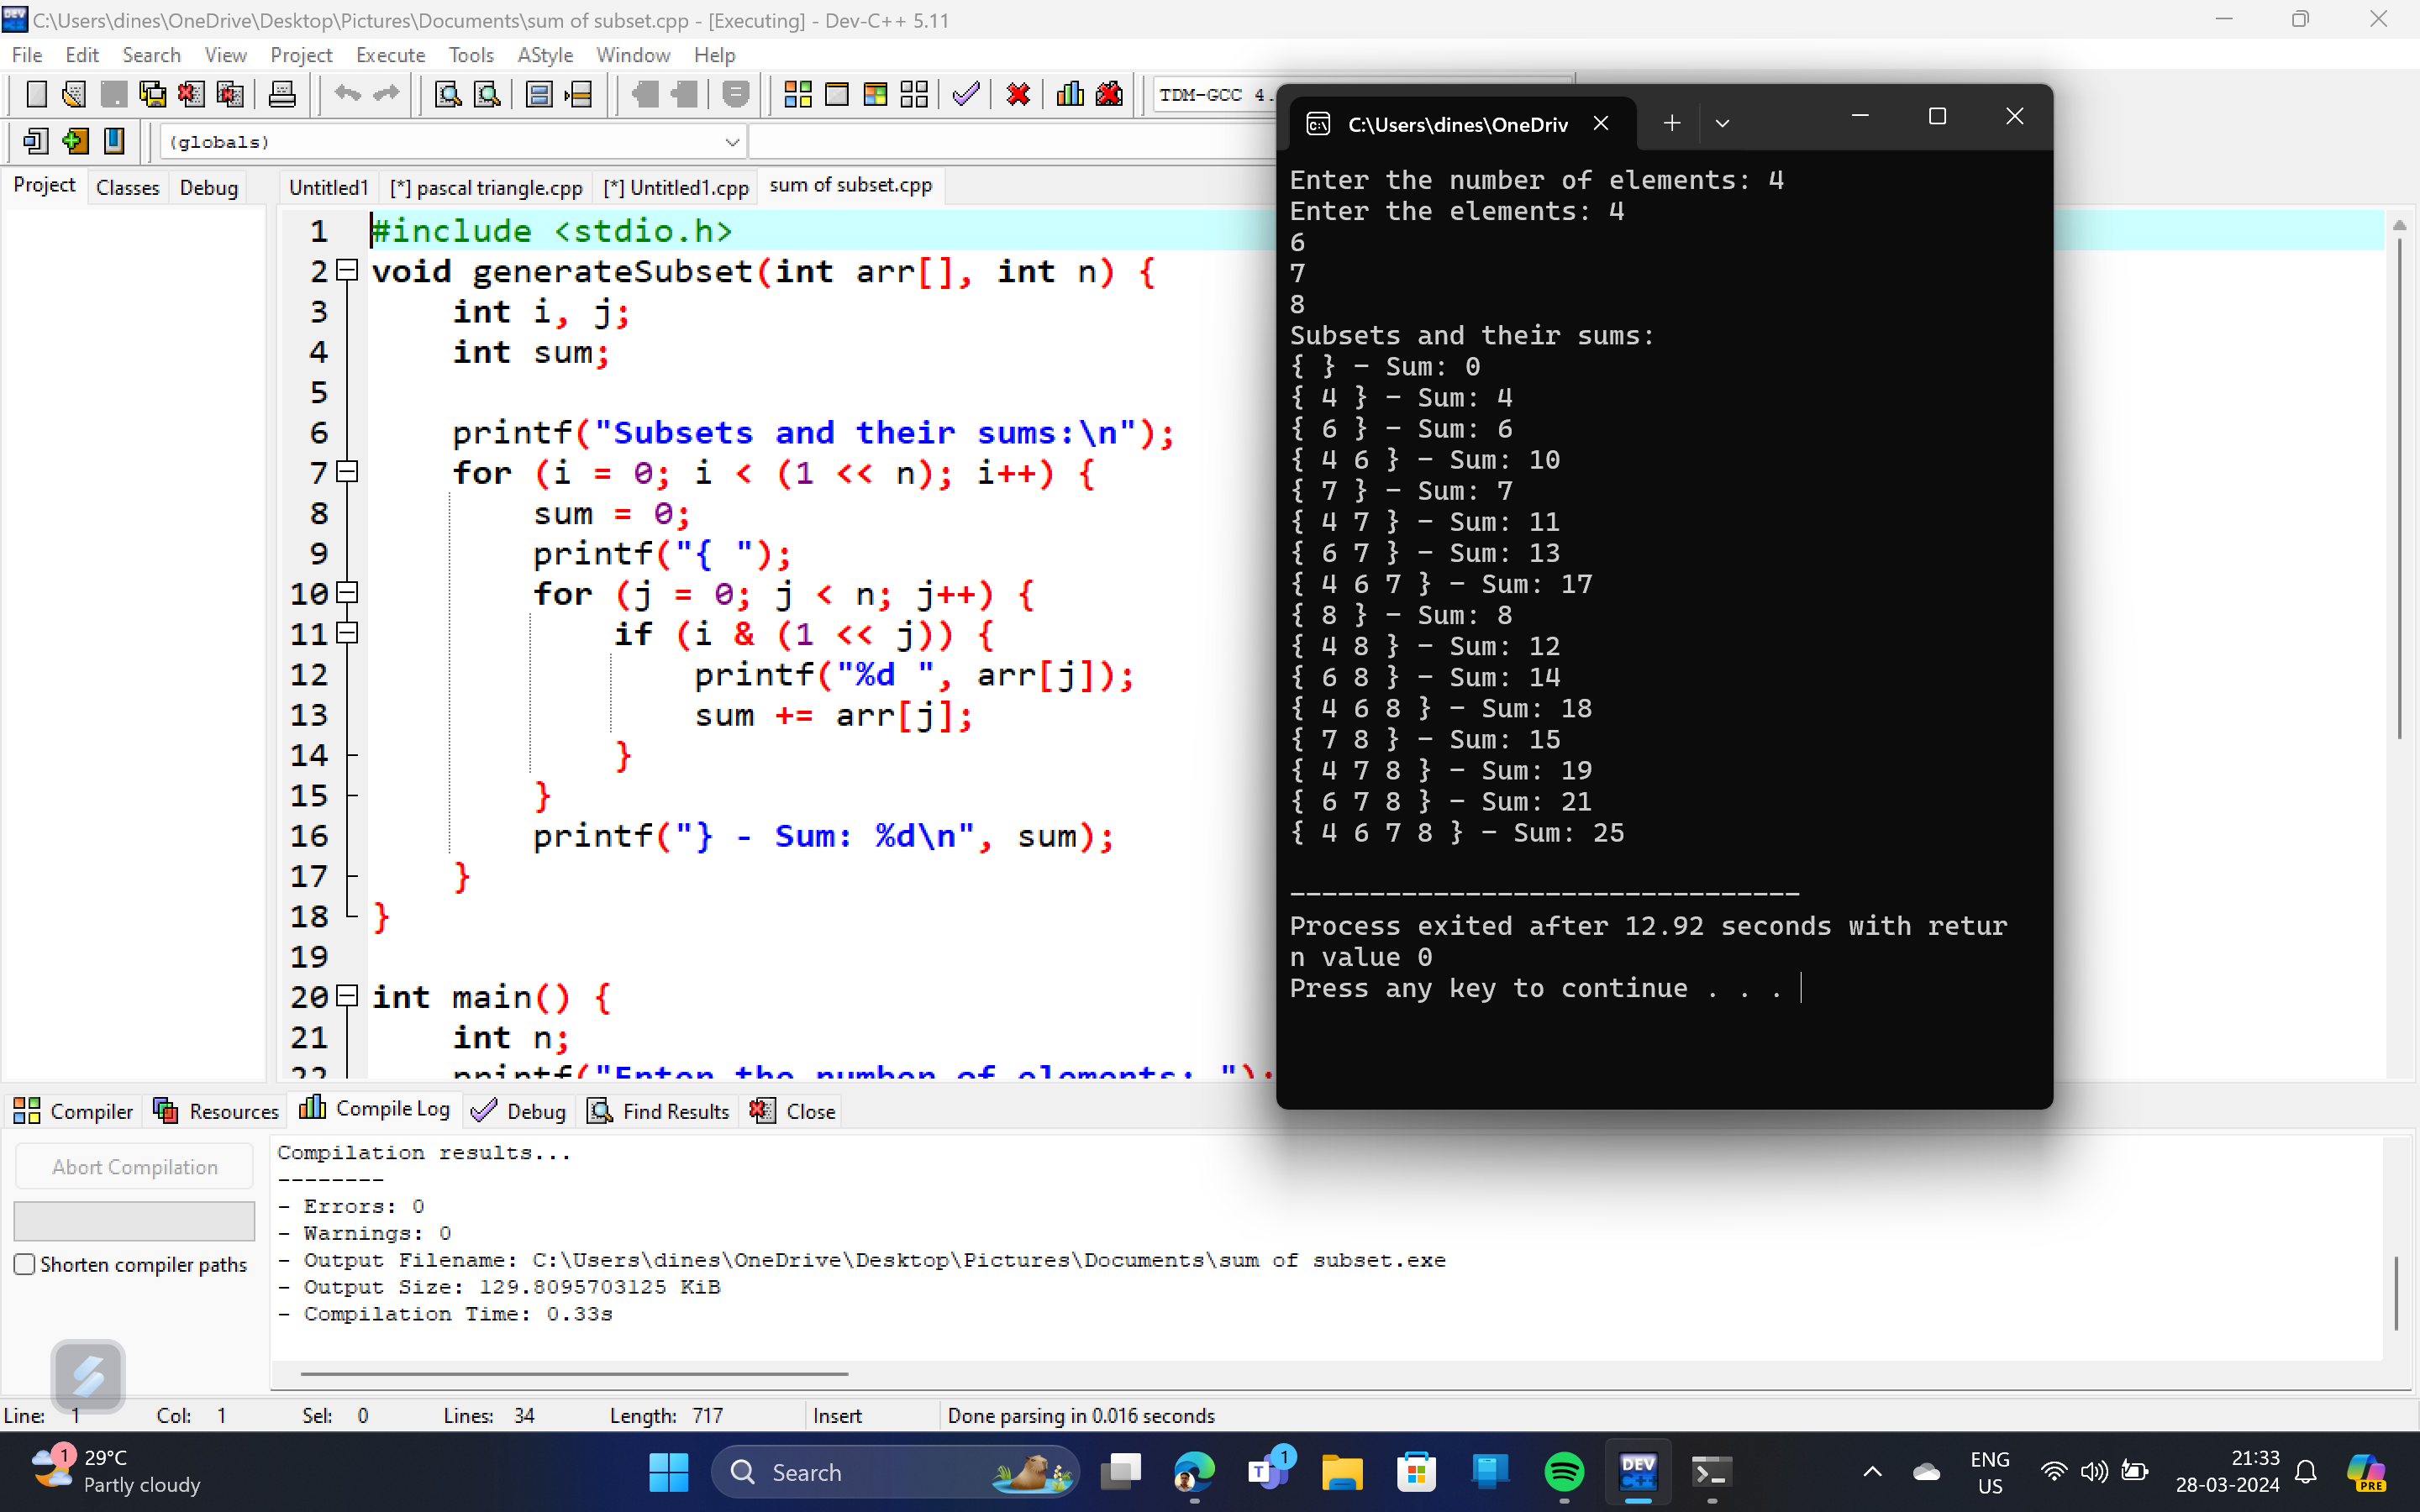 C:\Users\dines\OneDrive\Desktop\Pictures\Documents\sum of subset.cpp - [Executing] - Dev-C++ 5.11
File Edit Search View Project Execute Tools AStyle Window Help
TDM-GCC 4.
(globals)
Project Classes Debug
Untitled1 [*] pascal triangle.cpp [*] Untitled1.cpp sum of subset.cpp
1 #include <stdio.h>
2 void generateSubset(int arr[], int n) {
3     int i, j;
4     int sum;
5
6     printf("Subsets and their sums:\n");
7     for (i = 0; i < (1 << n); i++) {
8         sum = 0;
9         printf("{ ");
10         for (j = 0; j < n; j++) {
11             if (i & (1 << j)) {
12                 printf("%d ", arr[j]);
13                 sum += arr[j];
14             }
15         }
16         printf("} - Sum: %d\n", sum);
17     }
18 }
19
20 int main() {
21     int n;
22     printf("Enter the number of elements: ");
C:\Users\dines\OneDriv
Enter the number of elements: 4
Enter the elements: 4
6
7
8
Subsets and their sums:
{ } - Sum: 0
{ 4 } - Sum: 4
{ 6 } - Sum: 6
{ 4 6 } - Sum: 10
{ 7 } - Sum: 7
{ 4 7 } - Sum: 11
{ 6 7 } - Sum: 13
{ 4 6 7 } - Sum: 17
{ 8 } - Sum: 8
{ 4 8 } - Sum: 12
{ 6 8 } - Sum: 14
{ 4 6 8 } - Sum: 18
{ 7 8 } - Sum: 15
{ 4 7 8 } - Sum: 19
{ 6 7 8 } - Sum: 21
{ 4 6 7 8 } - Sum: 25
--------------------------------
Process exited after 12.92 seconds with retur
n value 0
Press any key to continue . . .
Compiler Resources Compile Log Debug Find Results Close
Abort Compilation
Shorten compiler paths
Compilation results...
--------
- Errors: 0
- Warnings: 0
- Output Filename: C:\Users\dines\OneDrive\Desktop\Pictures\Documents\sum of subset.exe
- Output Size: 129.8095703125 KiB
- Compilation Time: 0.33s
Line: 1 Col: 1 Sel: 0 Lines: 34 Length: 717 Insert Done parsing in 0.016 seconds
1
29°C
Partly cloudy
Search
T
1
DEV
C++
ENG
US
21:33
28-03-2024
PRE